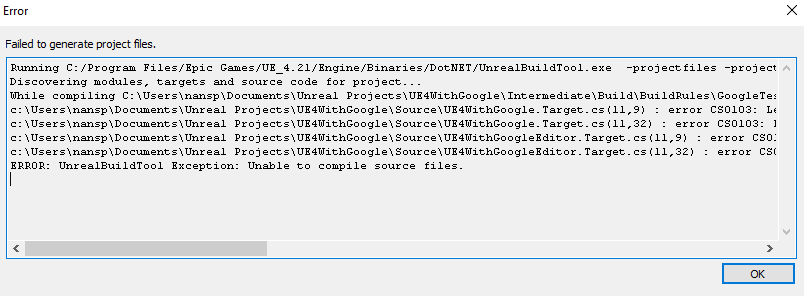 Error
Failed to generate project files.
Running C:/Program Files/Epic Games/UE_4.21/Engine/Binaries/DotNET/UnrealBuildTool.exe  -projectfiles -project
Discovering modules, targets and source code for project...
While compiling C:\Users\nansp\Documents\Unreal Projects\UE4WithGoogle\Intermediate\Build\BuildRules\GoogleTes
c:\Users\nansp\Documents\Unreal Projects\UE4WithGoogle\Source\UE4WithGoogle.Target.cs(11,9) : error CS0103: Le
c:\Users\nansp\Documents\Unreal Projects\UE4WithGoogle\Source\UE4WithGoogle.Target.cs(11,32) : error CS0103:
c:\Users\nansp\Documents\Unreal Projects\UE4WithGoogle\Source\UE4WithGoogleEditor.Target.cs(11,9) : error CS01
c:\Users\nansp\Documents\Unreal Projects\UE4WithGoogle\Source\UE4WithGoogleEditor.Target.cs(11,32) : error CS0
ERROR: UnrealBuildTool Exception: Unable to compile source files.
OK